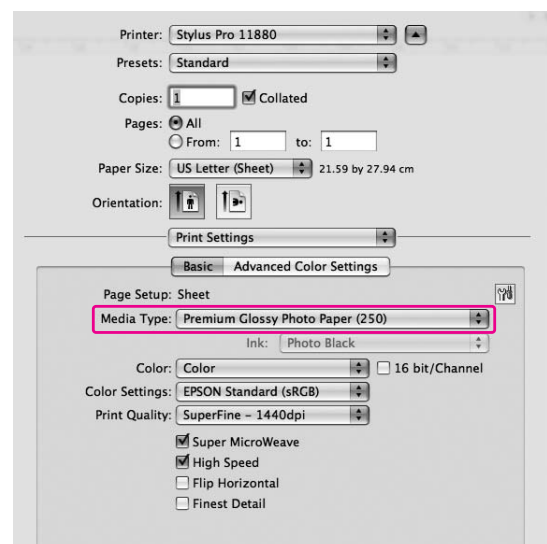 Printer: Stylus Pro 11880
Presets: Standard
Copies: 1 Collated
Pages: All
From: 1 to: 1
Paper Size: US Letter (Sheet) 21.59 by 27.94 cm
Orientation:
Print Settings
Basic Advanced Color Settings
Page Setup: Sheet
Media Type: Premium Glossy Photo Paper (250)
Ink: Photo Black
Color: Color 16 bit/Channel
Color Settings: EPSON Standard (sRGB)
Print Quality: SuperFine – 1440dpi
Super MicroWeave
High Speed
Flip Horizontal
Finest Detail